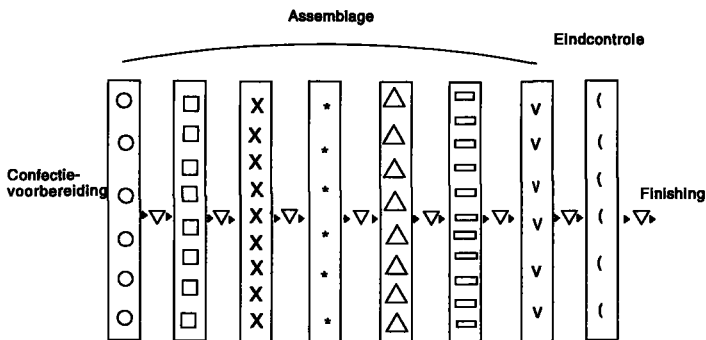 Assemblage
Eindcontrole
Confectie-
voorbereiding
Finishing